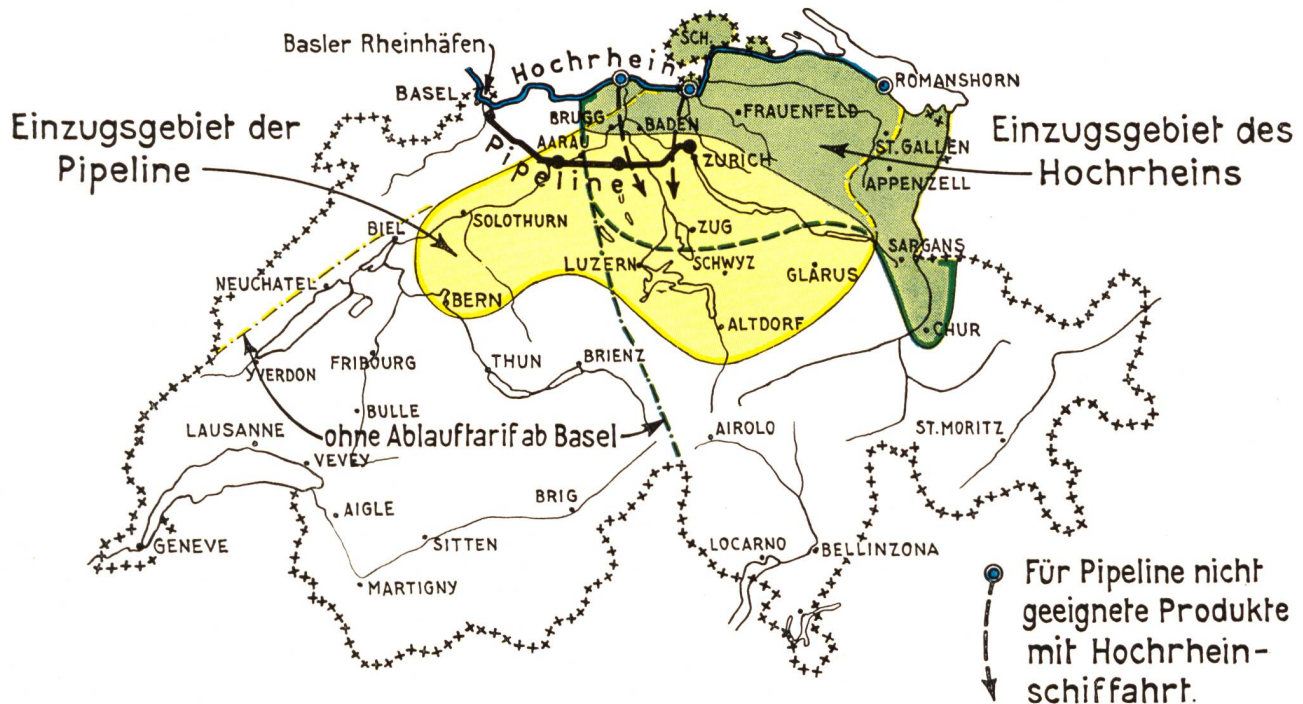 Basler Rheinhäfen
SCH.
Hochrhein
BASEL
ROMANSHORN
Einzugsgebiet der
Pipeline
BRUGG
BADEN
FRAUENFELD
AARAU
Pipeline
ZÜRICH
ST.GALLEN
APPENZELL
Einzugsgebiet des
Hochrheins
SOLOTHURN
BIEL
ZUG
SARGANS
NEUCHATEL
LUZERN
SCHWYZ
GLARUS
BERN
ALTDORF
CHUR
YVERDON
FRIBOURG
THUN
BRIENZ
BULLE
LAUSANNE
ohne Ablauftarif ab Basel
AIROLO
ST.MORITZ
VEVEY
AIGLE
BRIG
GENEVE
SITTEN
LOCARNO
BELLINZONA
MARTIGNY
Für Pipeline nicht
geeignete Produkte
mit Hochrhein-
schiffahrt.